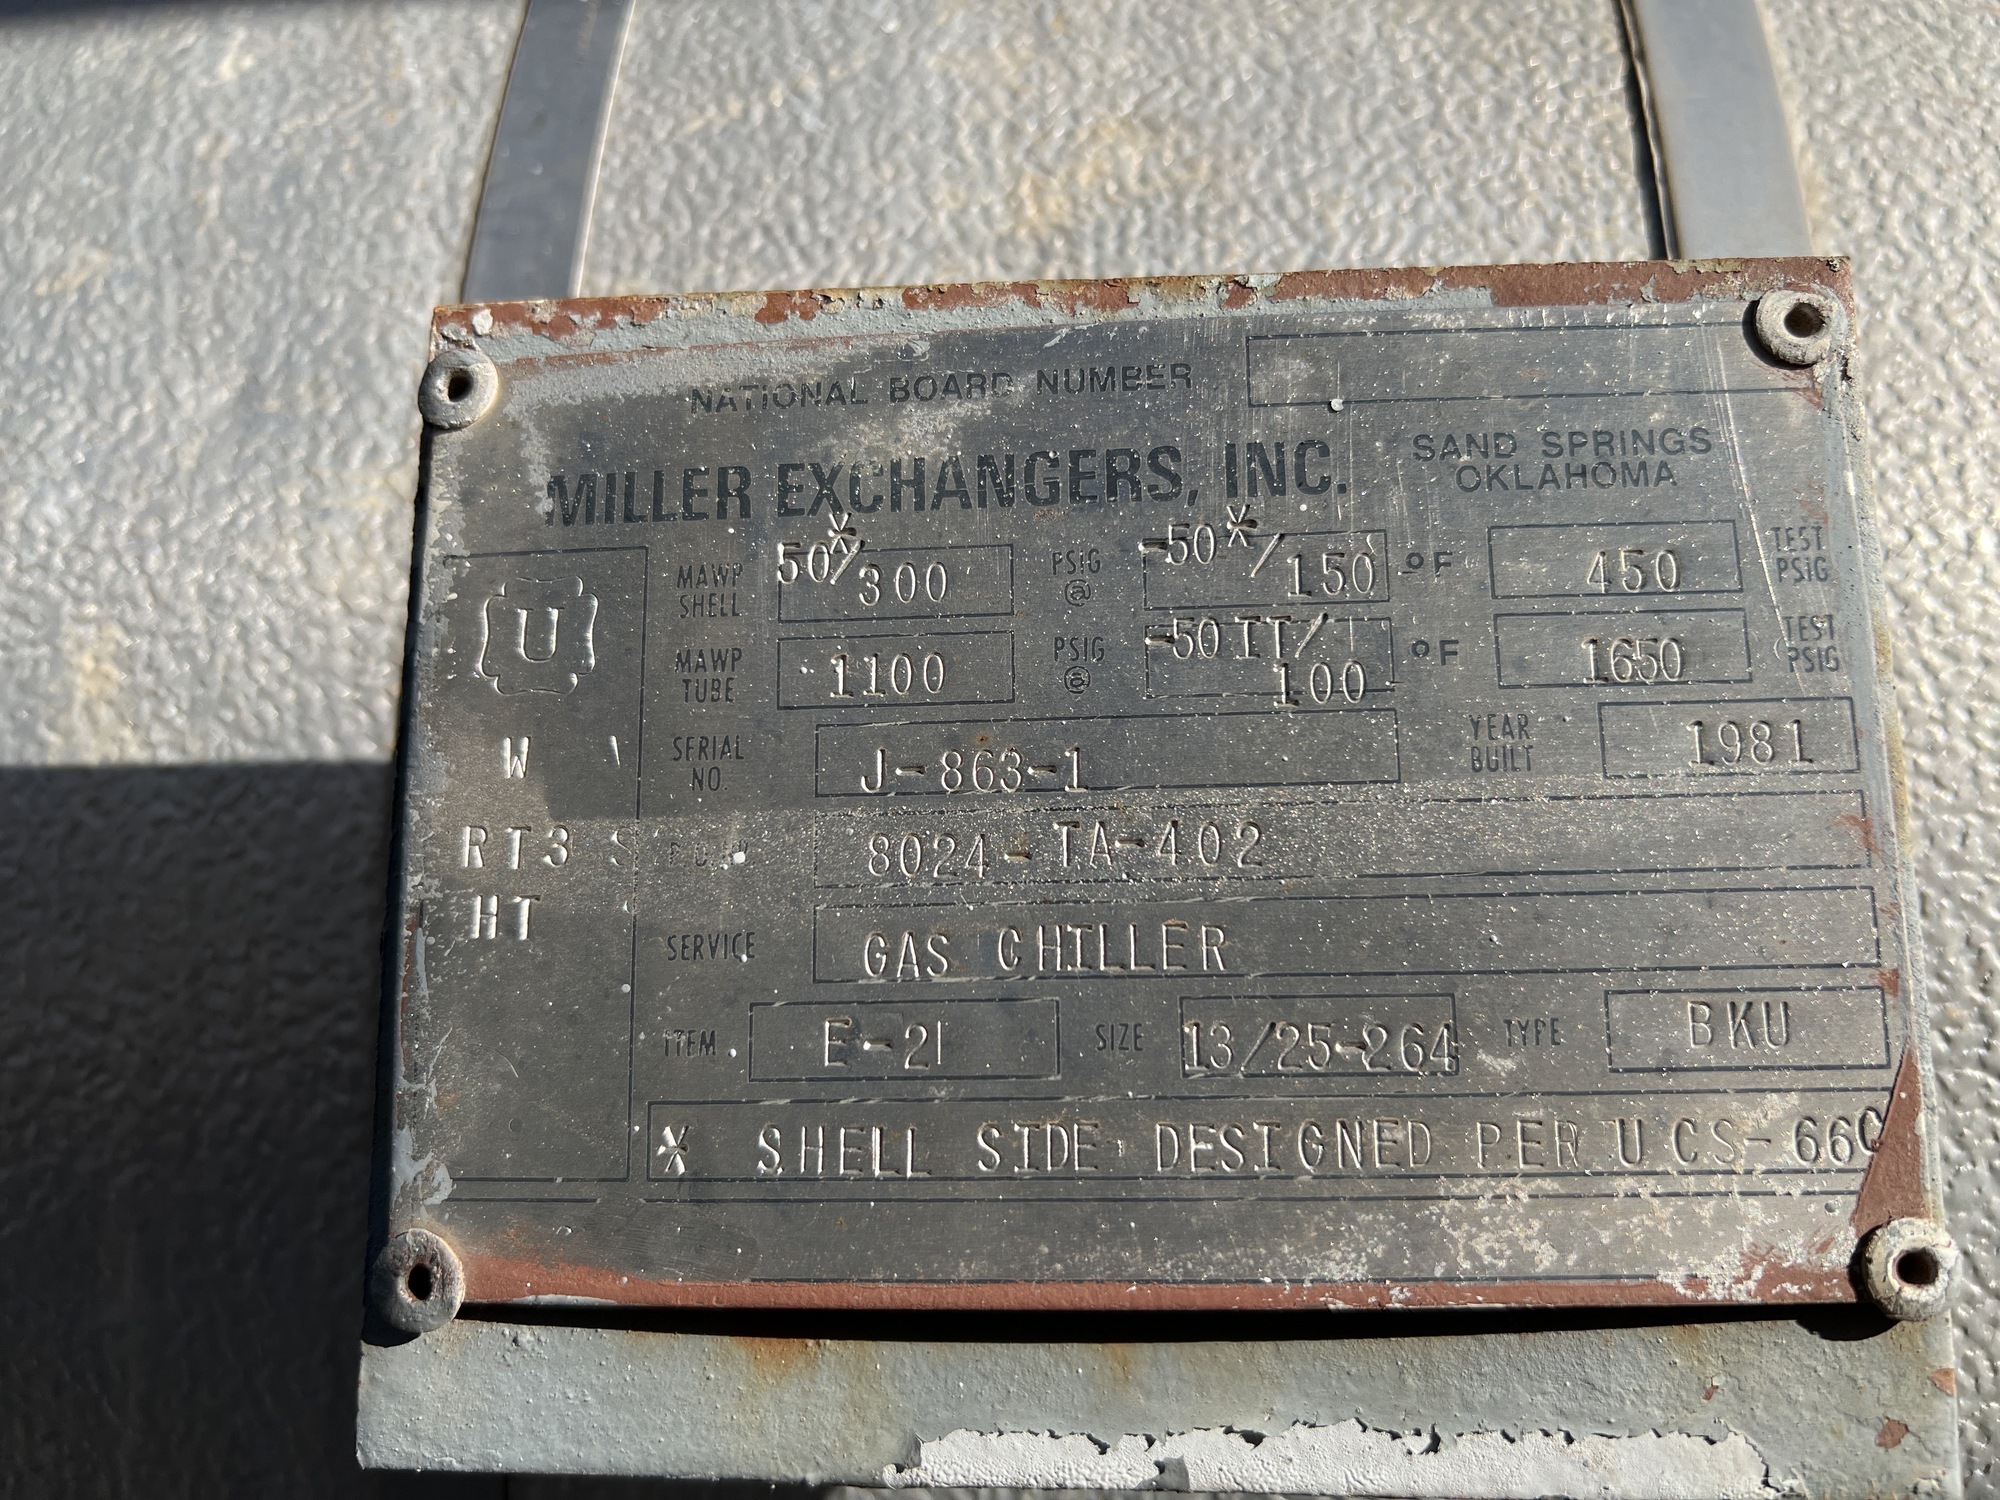 NATIONAL BOARD NUMBER
MILLER EXCHANGERS, INC. SAND SPRINGS OKLAHOMA
U
MAWP SHELL 50*/300 PSIG @ -50*/150 °F 450 TEST PSIG
MAWP TUBE 1100 PSIG @ -50 IT/100 °F 1650 TEST PSIG
W
SERIAL NO. J-863-1 YEAR BUILT 1981
RT3 S
8024-TA-402
HT
SERVICE GAS CHILLER
ITEM E-21 SIZE 13/25-264 TYPE BKU
* SHELL SIDE DESIGNED PER UCS-66C